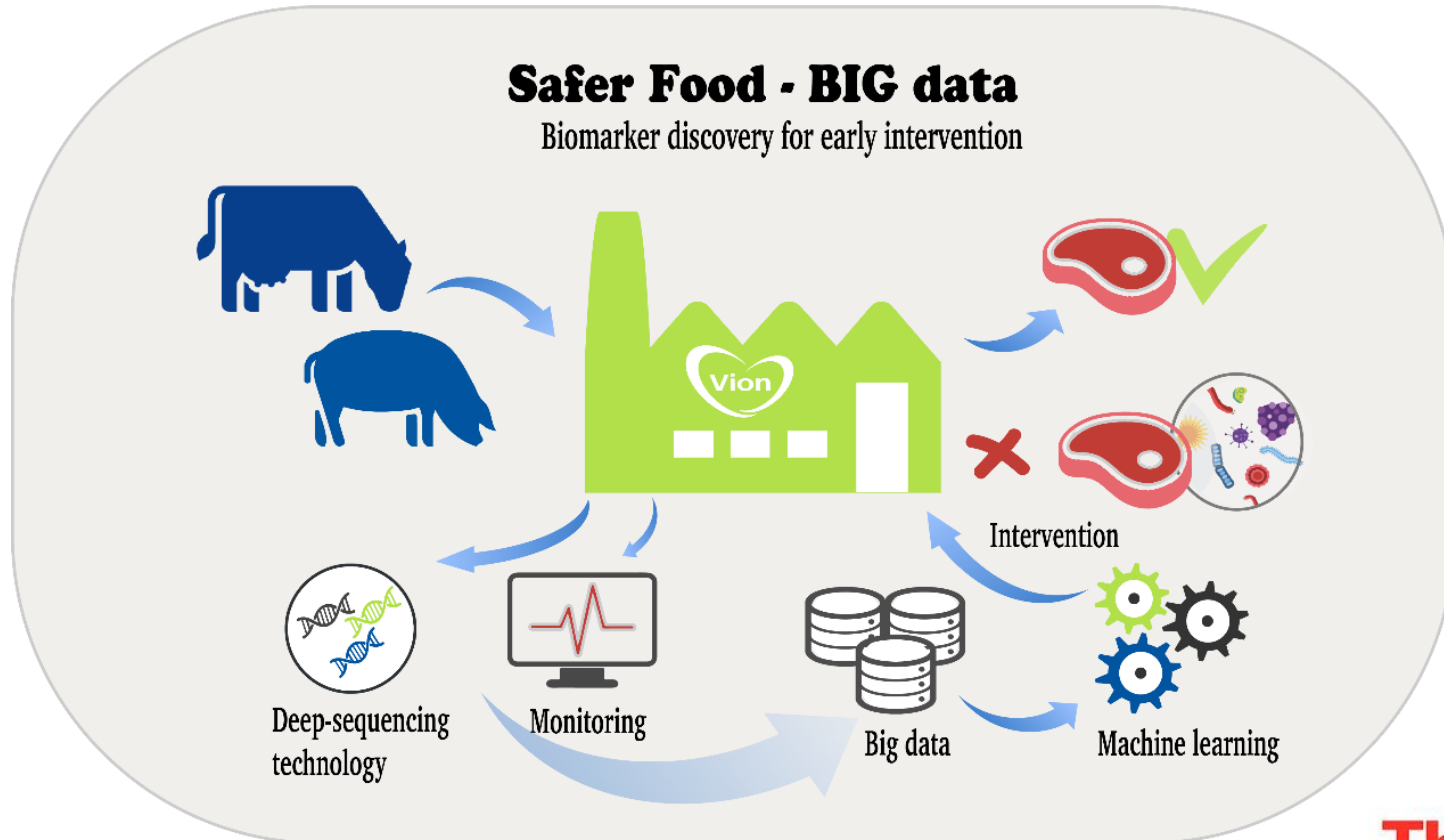 Safer Food - BIG data
Biomarker discovery for early intervention
Vion
Intervention
Deep-sequencing
technology
Monitoring
Big data
Machine learning